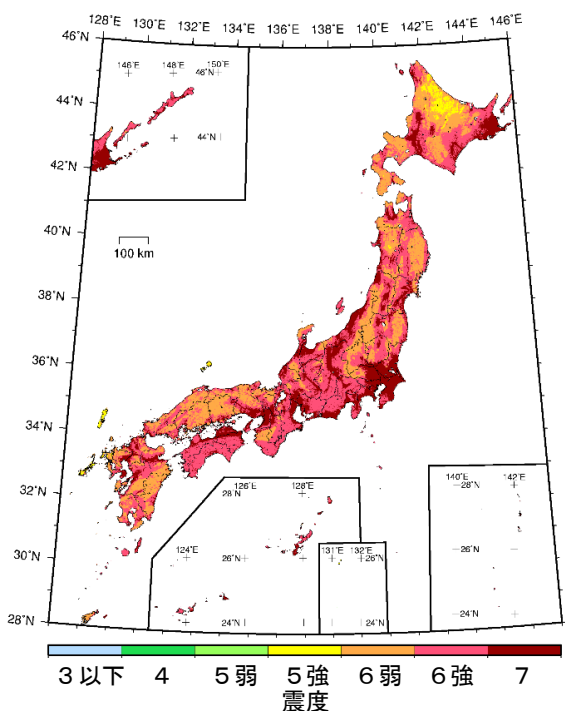 128°E 130°E 132°E 134°E 136°E 138°E 140°E 142°E 144°E 146°E
46°N
146°E 148°E 150°E
46°N
44°N
44°N
42°N
40°N
100 km
38°N
36°N
34°N
32°N
126°E 128°E
28°N
140°E 142°E
28°N
30°N
124°E
26°N
131°E 132°E
26°N
26°N
28°N
24°N
24°N
24°N
3以下 4 5弱 5強 6弱 6強 7
震度